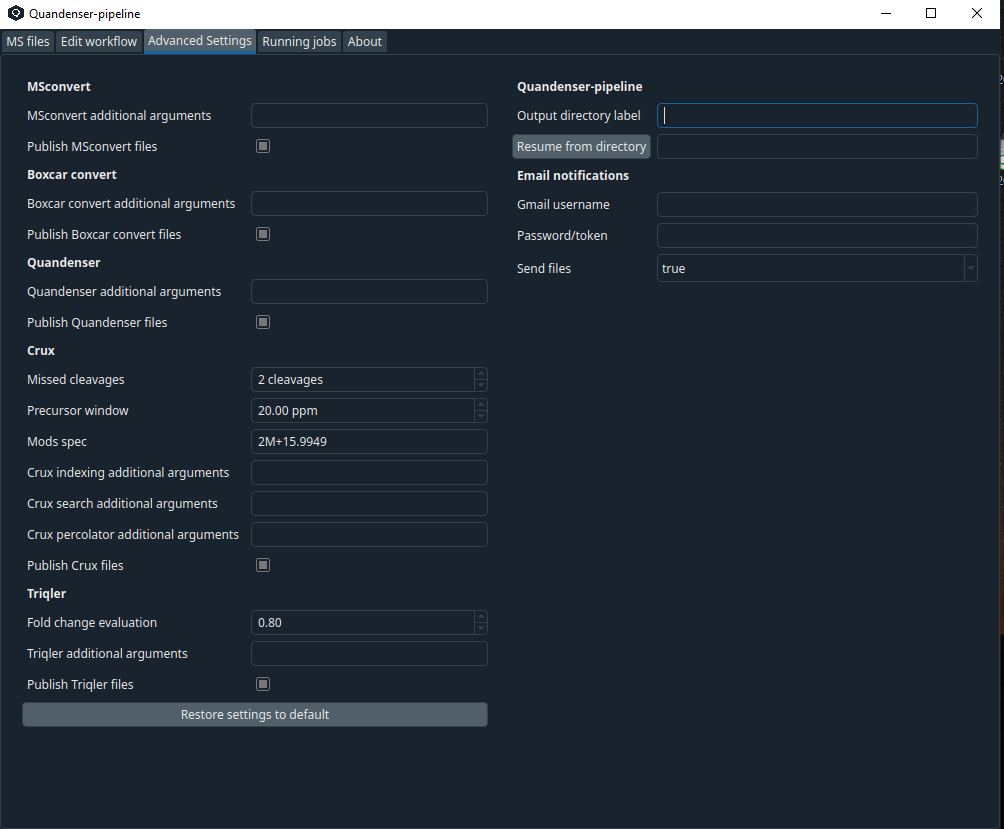 Quandenser-pipeline
MS files Edit workflow Advanced Settings Running jobs About
MSconvert
MSconvert additional arguments
Publish MSconvert files
Boxcar convert
Boxcar convert additional arguments
Publish Boxcar convert files
Quandenser
Quandenser additional arguments
Publish Quandenser files
Crux
Missed cleavages 2 cleavages
Precursor window 20.00 ppm
Mods spec 2M+15.9949
Crux indexing additional arguments
Crux search additional arguments
Crux percolator additional arguments
Publish Crux files
Triqler
Fold change evaluation 0.80
Triqler additional arguments
Publish Triqler files
Restore settings to default
Quandenser-pipeline
Output directory label
Resume from directory
Email notifications
Gmail username
Password/token
Send files true